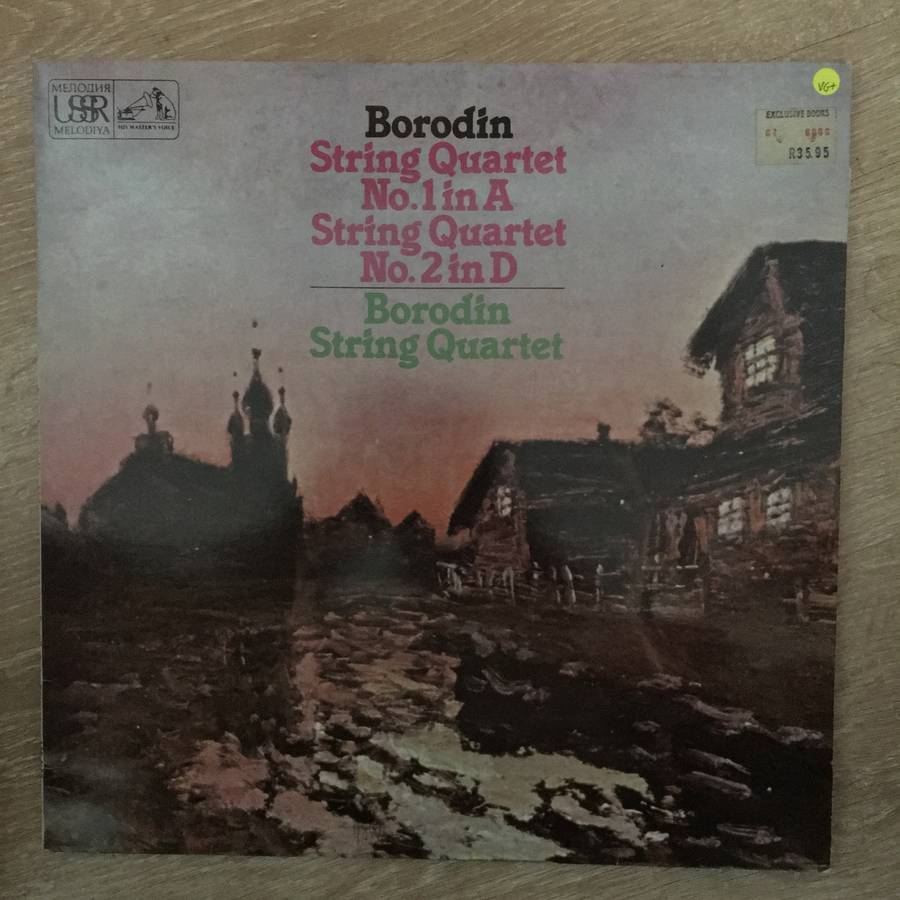 МЕЛОДИЯ
USSR
MELODIYA
HIS MASTER'S VOICE
VG+
EXCLUSIVE BOOKS
R35.95
Borodin
String Quartet
No.1 in A
String Quartet
No.2 in D
Borodin
String Quartet